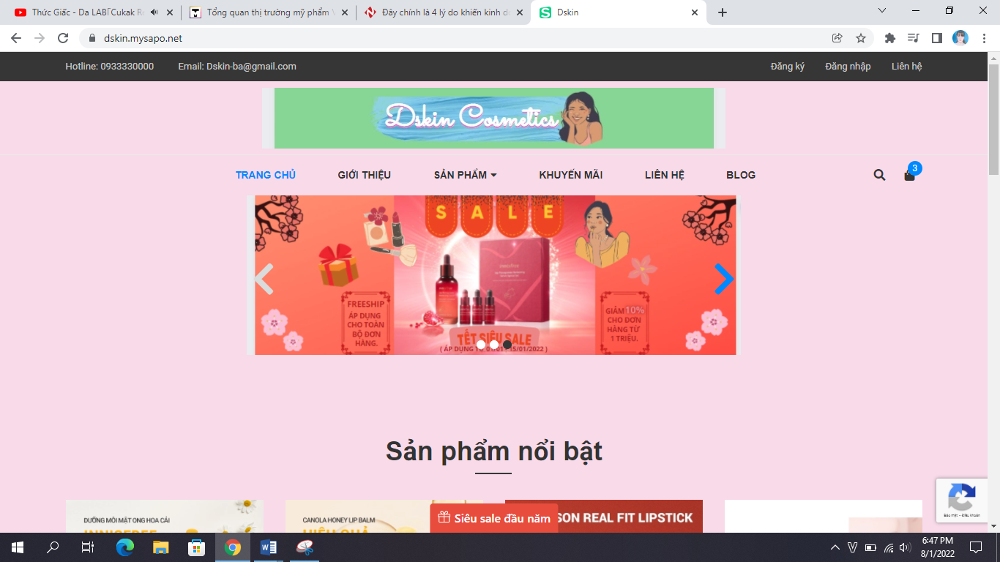 Thức Giấc - Da LAB「Cukak Re
Tổng quan thị trường mỹ phẩm V
Đây chính là 4 lý do khiến kinh d
Dskin
dskin.mysapo.net
Hotline: 0933330000 Email: Dskin-ba@gmail.com Đăng ký Đăng nhập Liên hệ
Dskin Cosmetics
TRANG CHỦ GIỚI THIỆU SẢN PHẨM KHUYẾN MÃI LIÊN HỆ BLOG 3
SALE
FREESHIP
ÁP DỤNG
CHO TOÀN
BỘ ĐƠN
HÀNG.
GIẢM 10%
CHO ĐƠN
HÀNG TỪ
1 TRIỆU.
TẾT SIÊU SALE
( ÁP DỤNG TỪ 01/01 15/01/2022 )
Sản phẩm nổi bật
DƯỠNG MÔI MẬT ONG HOA CẢI
INNISFREE
CANOLA HONEY LIP BALM
HIỆU QUẢ
SON REAL FIT LIPSTICK
Siêu sale đầu năm
Bảo mật - Điều khoản
6:47 PM
8/1/2022